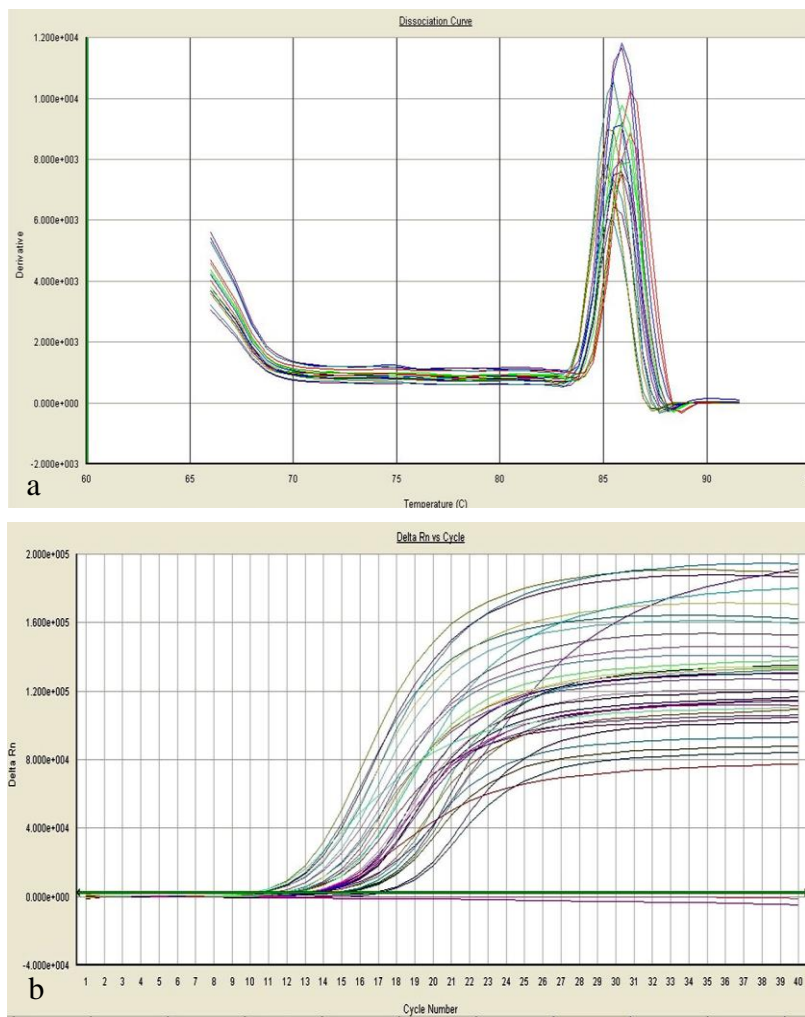 Dissociation Curve
1.200e+004
1.000e+004
8.000e+003
6.000e+003
4.000e+003
2.000e+003
0.000e+000
-2.000e+003
Derivative
60 65 70 75 80 85 90
Temperature (C)
a
Delta Rn vs Cycle
2.000e+005
1.600e+005
1.200e+005
8.000e+004
4.000e+004
0.000e+000
-4.000e+004
Delta Rn
1 2 3 4 5 6 7 8 9 10 11 12 13 14 15 16 17 18 19 20 21 22 23 24 25 26 27 28 29 30 31 32 33 34 35 36 37 38 39 40
Cycle Number
b